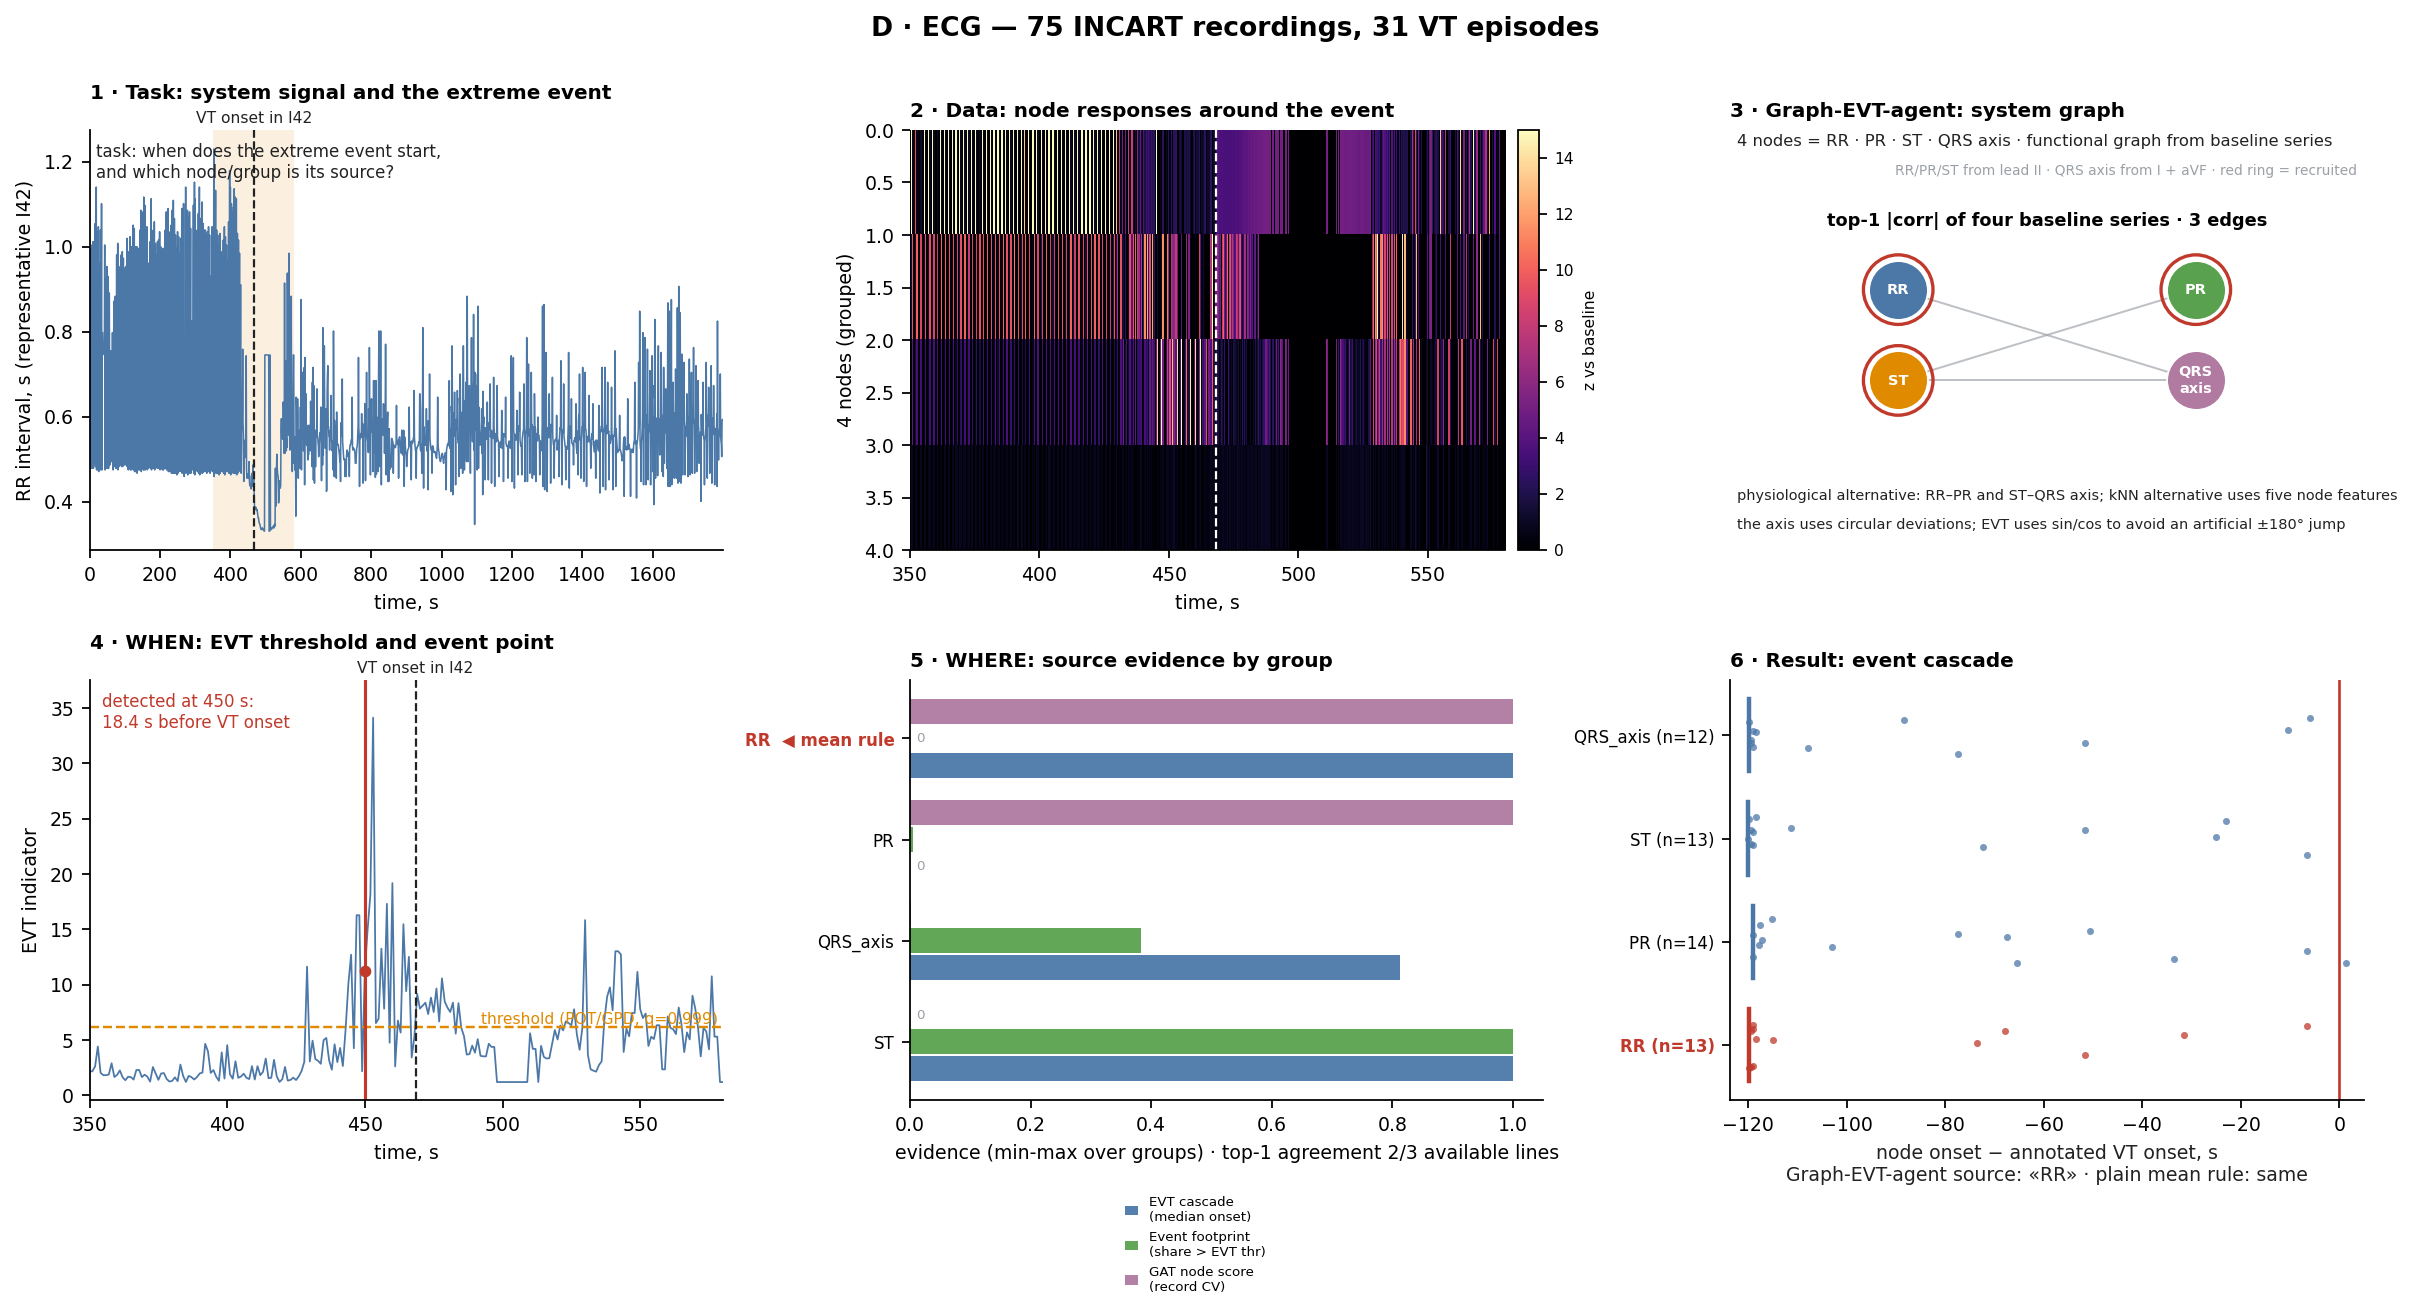 D · ECG — 75 INCART recordings, 31 VT episodes
1 · Task: system signal and the extreme event
VT onset in I42
task: when does the extreme event start,
and which node/group is its source?
RR interval, s (representative I42)
1.2
1.0
0.8
0.6
0.4
0 200 400 600 800 1000 1200 1400 1600
time, s
2 · Data: node responses around the event
4 nodes (grouped)
0.0
0.5
1.0
1.5
2.0
2.5
3.0
3.5
4.0
350 400 450 500 550
time, s
14
12
10
8
6
4
2
0
z vs baseline
3 · Graph-EVT-agent: system graph
4 nodes = RR · PR · ST · QRS axis · functional graph from baseline series
RR/PR/ST from lead II · QRS axis from I + aVF · red ring = recruited
top-1 |corr| of four baseline series · 3 edges
RR
PR
ST
QRS
axis
physiological alternative: RR–PR and ST–QRS axis; kNN alternative uses five node features
the axis uses circular deviations; EVT uses sin/cos to avoid an artificial ±180° jump
4 · WHEN: EVT threshold and event point
VT onset in I42
detected at 450 s:
18.4 s before VT onset
threshold (POT/GPD, q=0.999)
EVT indicator
35
30
25
20
15
10
5
0
350 400 450 500 550
time, s
5 · WHERE: source evidence by group
RR ◀ mean rule
0
PR
0
QRS_axis
0
ST
0.0 0.2 0.4 0.6 0.8 1.0
evidence (min-max over groups) · top-1 agreement 2/3 available lines
EVT cascade
(median onset)
Event footprint
(share > EVT thr)
GAT node score
(record CV)
6 · Result: event cascade
QRS_axis (n=12)
ST (n=13)
PR (n=14)
RR (n=13)
−120 −100 −80 −60 −40 −20 0
node onset − annotated VT onset, s
Graph-EVT-agent source: «RR» · plain mean rule: same